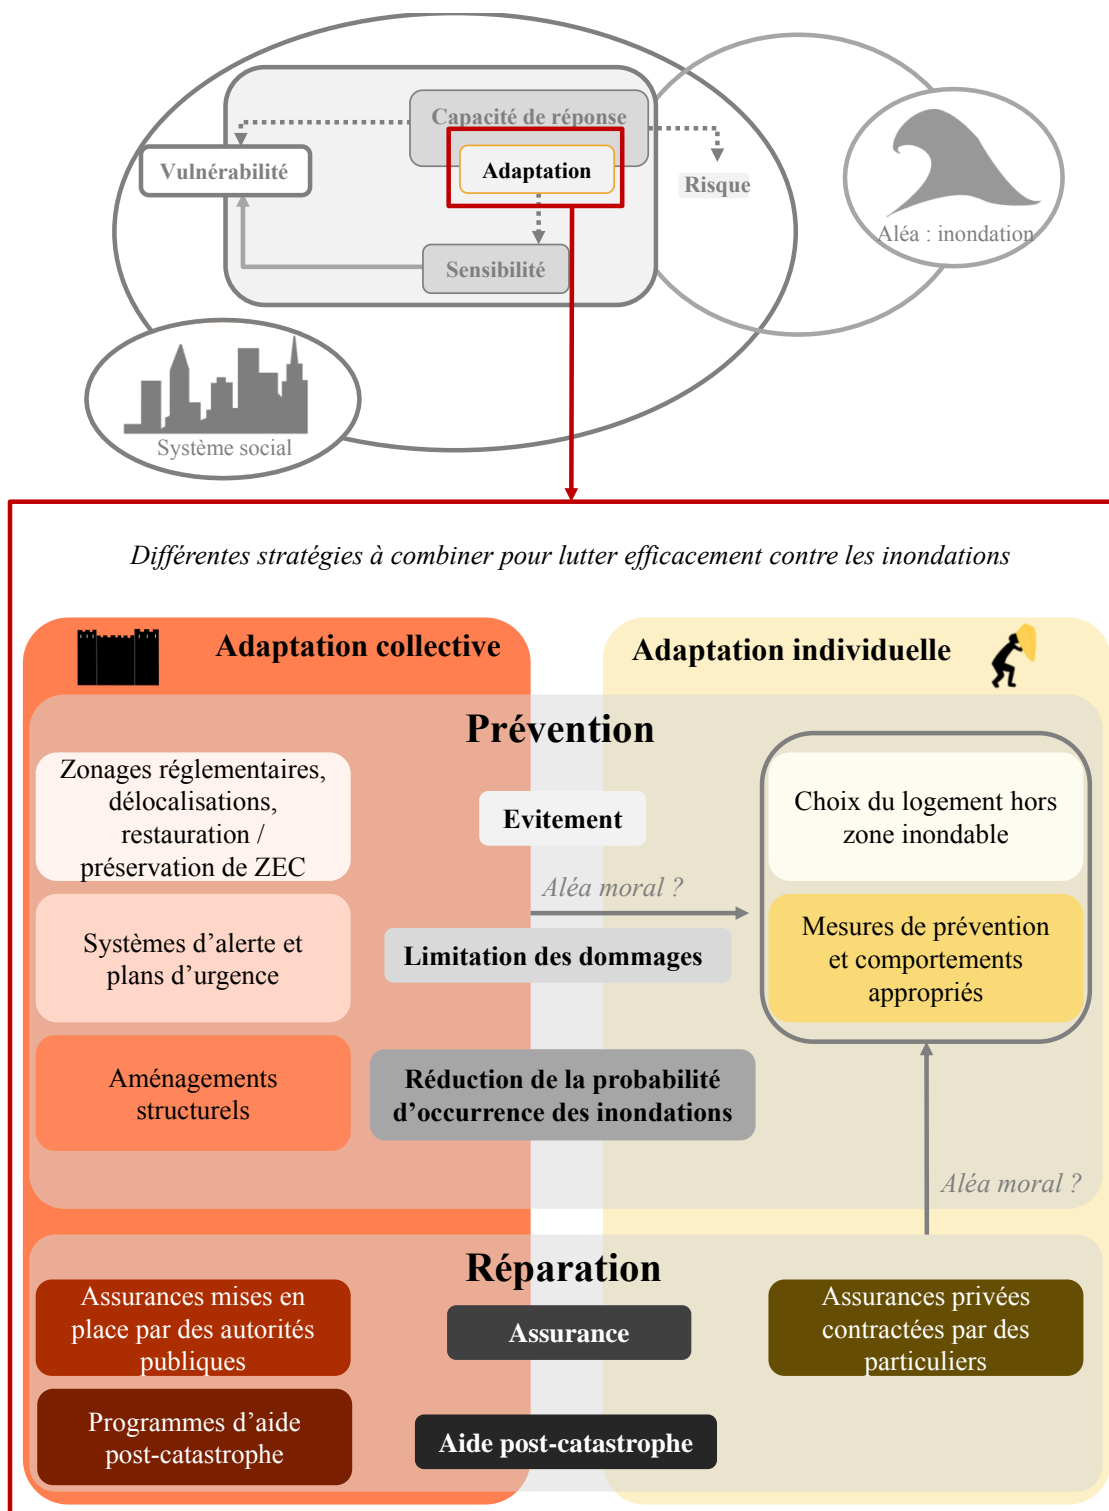 Capacité de réponse
Vulnérabilité
Adaptation
Risque
Aléa : inondation
Sensibilité
Système social
Différentes stratégies à combiner pour lutter efficacement contre les inondations
Adaptation collective
Adaptation individuelle
Prévention
Zonages réglementaires,
délocalisations,
restauration /
préservation de ZEC
Evitement
Choix du logement hors
zone inondable
Aléa moral ?
Systèmes d’alerte et
plans d’urgence
Limitation des dommages
Mesures de prévention
et comportements
appropriés
Aménagements
structurels
Réduction de la probabilité
d’occurrence des inondations
Aléa moral ?
Réparation
Assurances mises en
place par des autorités
publiques
Assurance
Assurances privées
contractées par des
particuliers
Programmes d’aide
post-catastrophe
Aide post-catastrophe